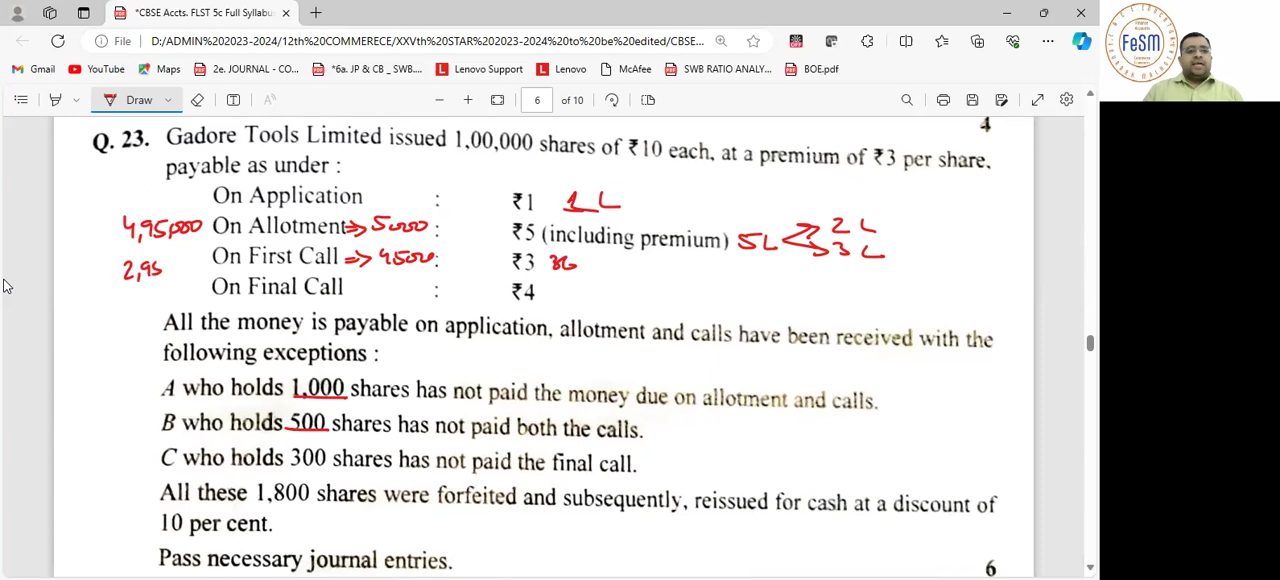 *CBSE Accts. FLST 5c Full Syllabu
File D:/ADMIN%202023-2024/12th%20COMMERECE/XXVth%20STAR%202023-2024%20to%20be%20edited/CBSE...
Gmail YouTube Maps 2e. JOURNAL - CO... *6a. JP & CB _ SWB.... Lenovo Support Lenovo McAfee SWB RATIO ANALY... BOE.pdf
Draw 6 of 10
FeSM
4
Q. 23. Gadore Tools Limited issued 1,00,000 shares of ₹10 each, at a premium of ₹3 per share,
payable as under :
On Application : ₹1 1 L
4,95,000 On Allotment ⇒ 5000 : ₹5 (including premium) 5L 2 L 3 L
2,95 On First Call ⇒ 4500 : ₹3
On Final Call : ₹4
All the money is payable on application, allotment and calls have been received with the
following exceptions :
A who holds 1,000 shares has not paid the money due on allotment and calls.
B who holds 500 shares has not paid both the calls.
C who holds 300 shares has not paid the final call.
All these 1,800 shares were forfeited and subsequently, reissued for cash at a discount of
10 per cent.
Pass necessary journal entries.
6